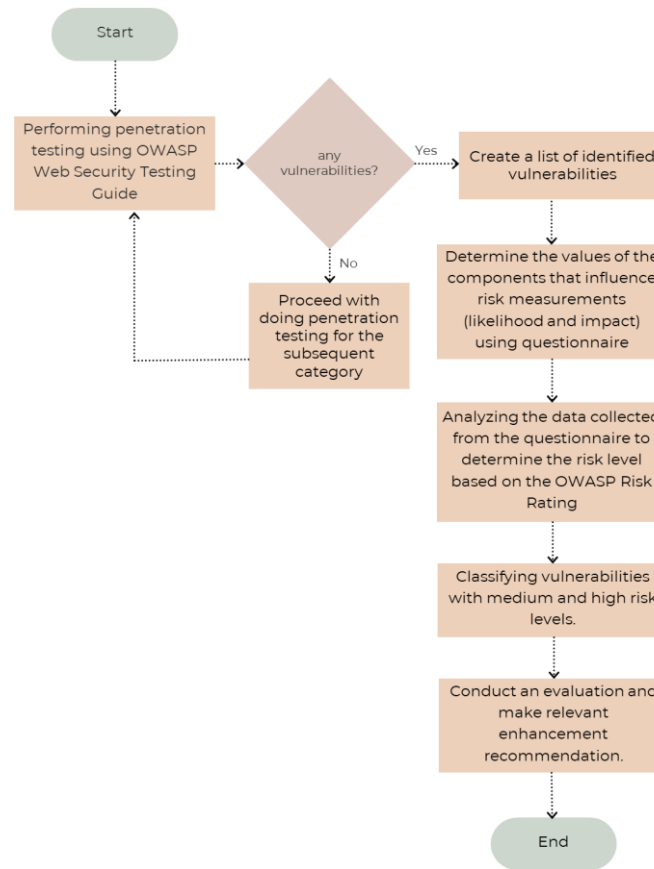 Start
Performing penetration
testing using OWASP
Web Security Testing
Guide
any
vulnerabilities?
Yes
Create a list of identified
vulnerabilities
No
Proceed with
doing penetration
testing for the
subsequent
category
Determine the values of the
components that influence
risk measurements
(likelihood and impact)
using questionnaire
Analyzing the data collected
from the questionnaire to
determine the risk level
based on the OWASP Risk
Rating
Classifying vulnerabilities
with medium and high risk
levels.
Conduct an evaluation and
make relevant
enhancement
recommendation.
End